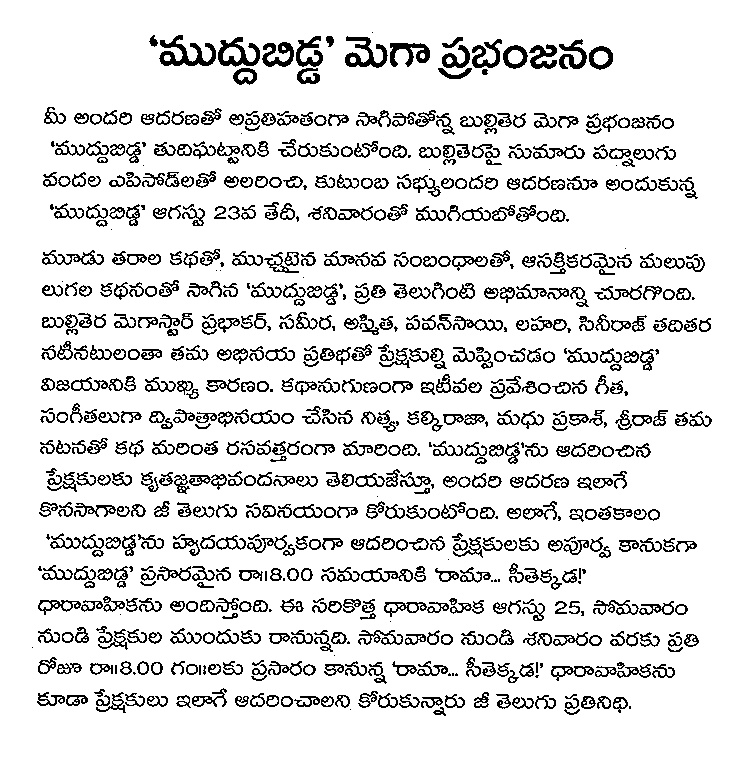 ‘ముద్దుబిడ్డ’ మెగా ప్రభంజనం
మీ అందరి ఆదరణతో అప్రతిహతంగా సాగిపోతోన్న బుల్లితెర మెగా ప్రభంజనం
‘ముద్దుబిడ్డ’ తుదిఘట్టానికి చేరుకుంటోంది. బుల్లితెరపై సుమారు పద్నాలుగు
వందల ఎపిసోడ్‌లతో అలరించి, కుటుంబ సభ్యులందరి ఆదరణనూ అందుకున్న
‘ముద్దుబిడ్డ’ ఆగస్టు 23వ తేదీ, శనివారంతో ముగియబోతోంది.
మూడు తరాల కథతో, ముచ్చటైన మానవ సంబంధాలతో, ఆసక్తికరమైన మలుపు
లుగల కథనంతో సాగిన ‘ముద్దుబిడ్డ’, ప్రతి తెలుగింటి అభిమానాన్ని చూరగొంది.
బుల్లితెర మెగాస్టార్ ప్రభాకర్, సమీర, అస్మిత, పవన్‌సాయి, లహరి, సినీరాజ్ తదితర
నటీనటులంతా తమ అభినయ ప్రతిభతో ప్రేక్షకుల్ని మెప్పించడం ‘ముద్దుబిడ్డ’
విజయానికి ముఖ్య కారణం. కథానుగుణంగా ఇటీవల ప్రవేశించిన గీత,
సంగీతలుగా ద్విపాత్రాభినయం చేసిన నిత్య, కల్కిరాజా, మధు ప్రకాశ్, శ్రీరాజ్ తమ
నటనతో కథ మరింత రసవత్తరంగా మారింది. ‘ముద్దుబిడ్డ’ను ఆదరించిన
ప్రేక్షకులకు కృతజ్ఞతాభివందనాలు తెలియజేస్తూ, అందరి ఆదరణ ఇలాగే
కొనసాగాలని జీ తెలుగు సవినయంగా కోరుకుంటోంది. అలాగే, ఇంతకాలం
‘ముద్దుబిడ్డ’ను హృదయపూర్వకంగా ఆదరించిన ప్రేక్షకులకు అపూర్వ కానుకగా
‘ముద్దుబిడ్డ’ ప్రసారమైన రా॥8.00 సమయానికి ‘రామా... సీతెక్కడ!’
ధారావాహికను అందిస్తోంది. ఈ సరికొత్త ధారావాహిక ఆగస్టు 25, సోమవారం
నుండి ప్రేక్షకుల ముందుకు రానున్నది. సోమవారం నుండి శనివారం వరకు ప్రతి
రోజూ రా॥8.00 గం॥లకు ప్రసారం కానున్న ‘రామా... సీతెక్కడ!’ ధారావాహికను
కూడా ప్రేక్షకులు ఇలాగే ఆదరించాలని కోరుకున్నారు జీ తెలుగు ప్రతినిధి.